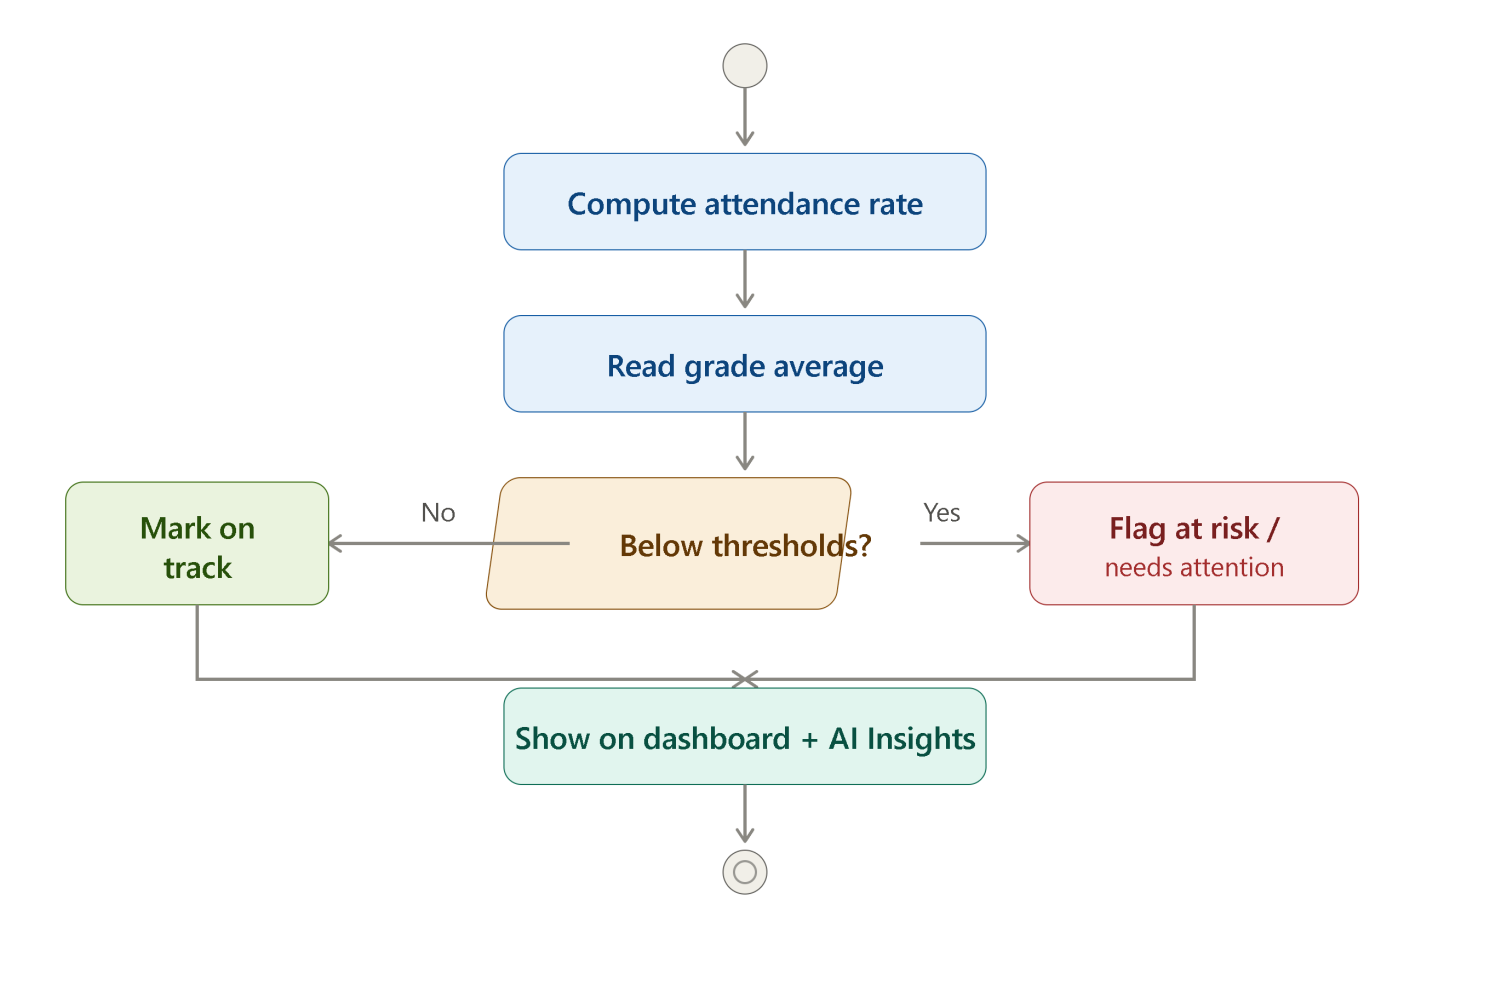 Compute attendance rate
Read grade average
No
Yes
Mark on
track
Below thresholds?
Flag at risk /
needs attention
Show on dashboard + AI Insights